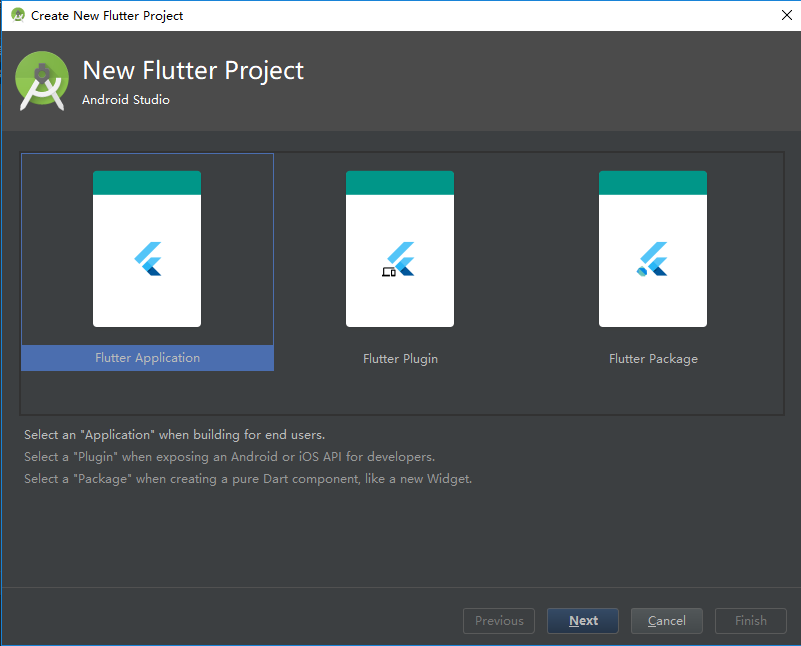 Create New Flutter Project
New Flutter Project
Android Studio
Flutter Application
Flutter Plugin
Flutter Package
Select an "Application" when building for end users.
Select a "Plugin" when exposing an Android or iOS API for developers.
Select a "Package" when creating a pure Dart component, like a new Widget.
Previous
Next
Cancel
Finish